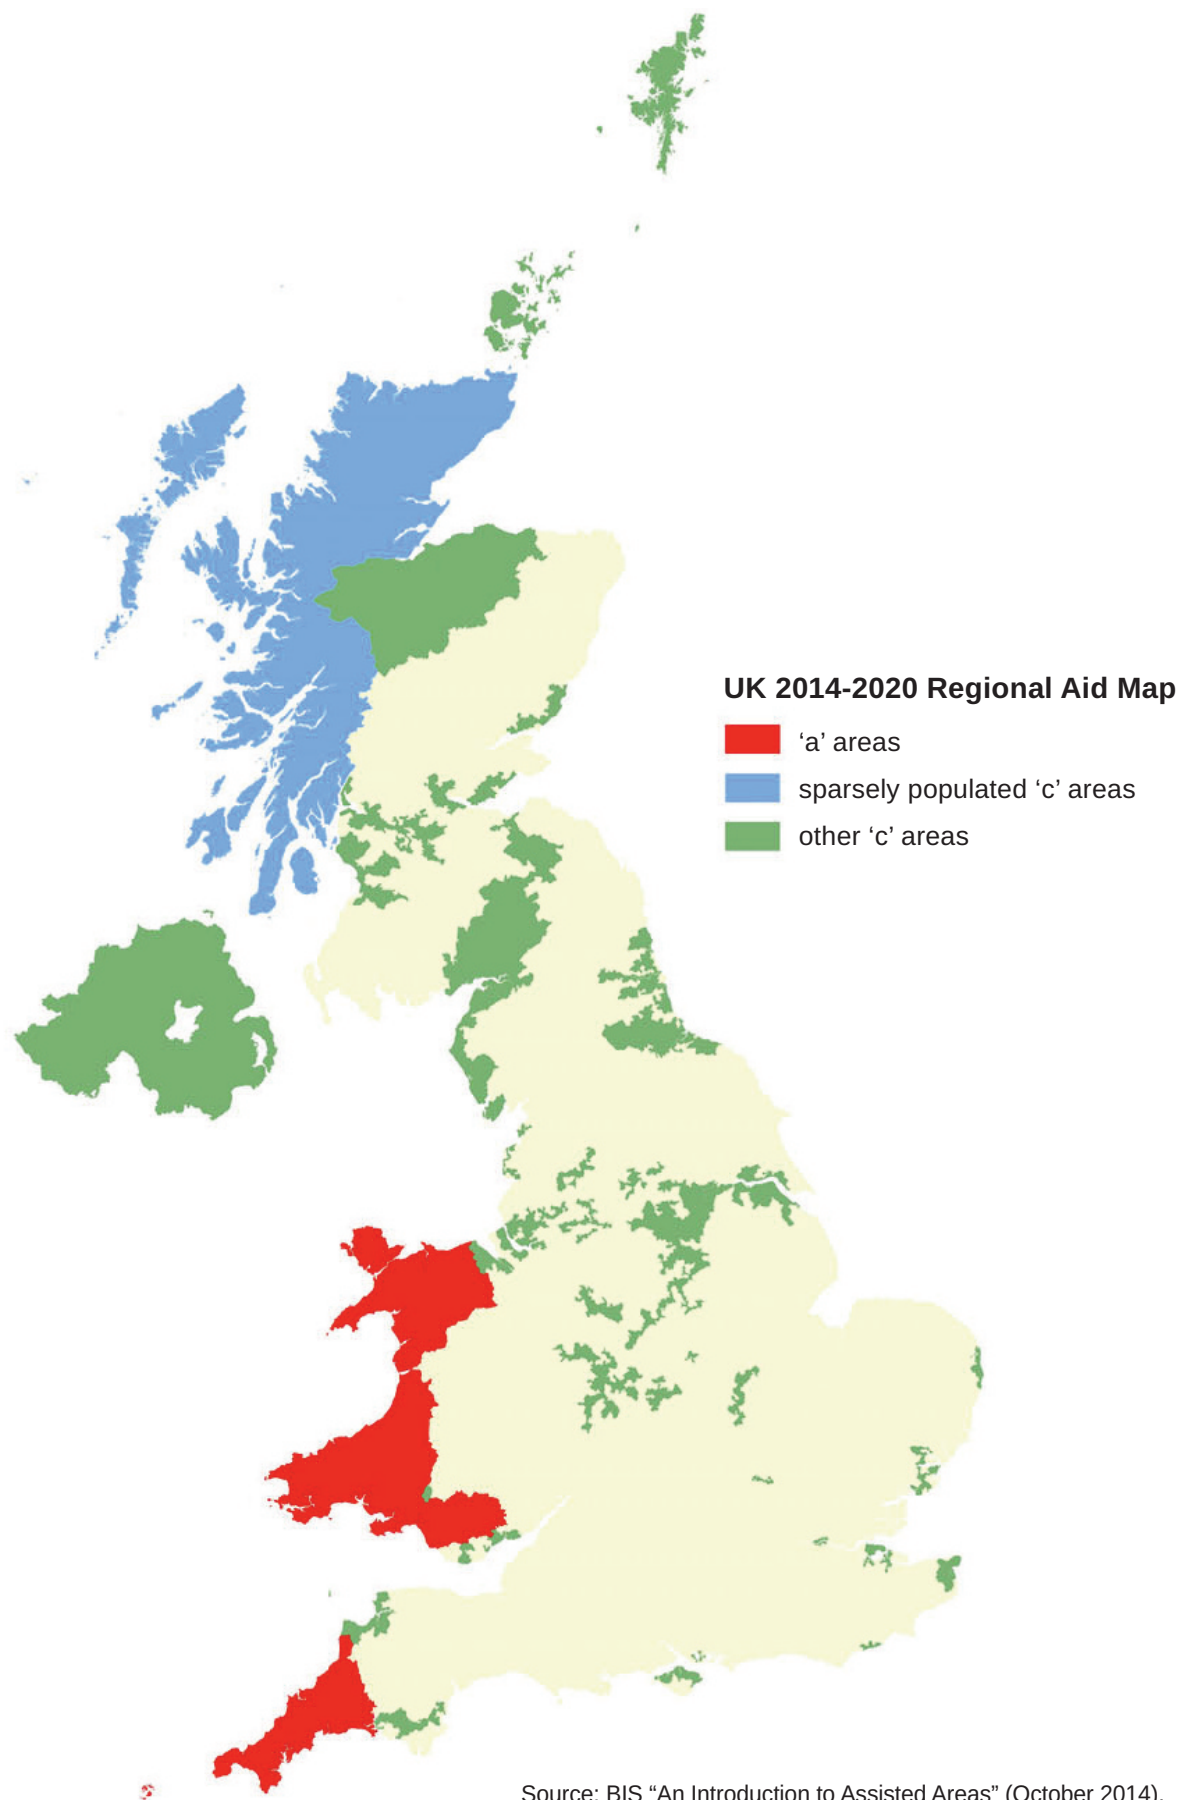 UK 2014-2020 Regional Aid Map
‘a’ areas
sparsely populated ‘c’ areas
other ‘c’ areas
Source: BIS “An Introduction to Assisted Areas” (October 2014).